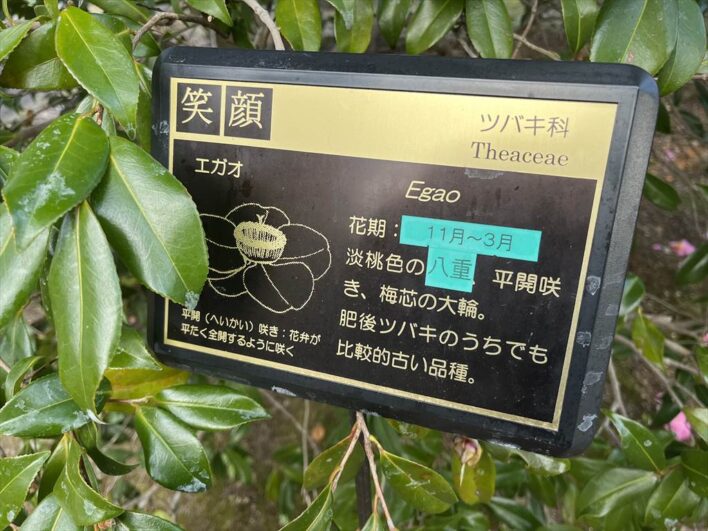 笑顔
ツバキ科
Theaceae
エガオ
Egao
花期：11月～3月
淡桃色の八重、平開咲
き、梅芯の大輪。
肥後ツバキのうちでも
比較的古い品種。
平開（へいかい）咲き：花弁が
平たく全開するように咲く